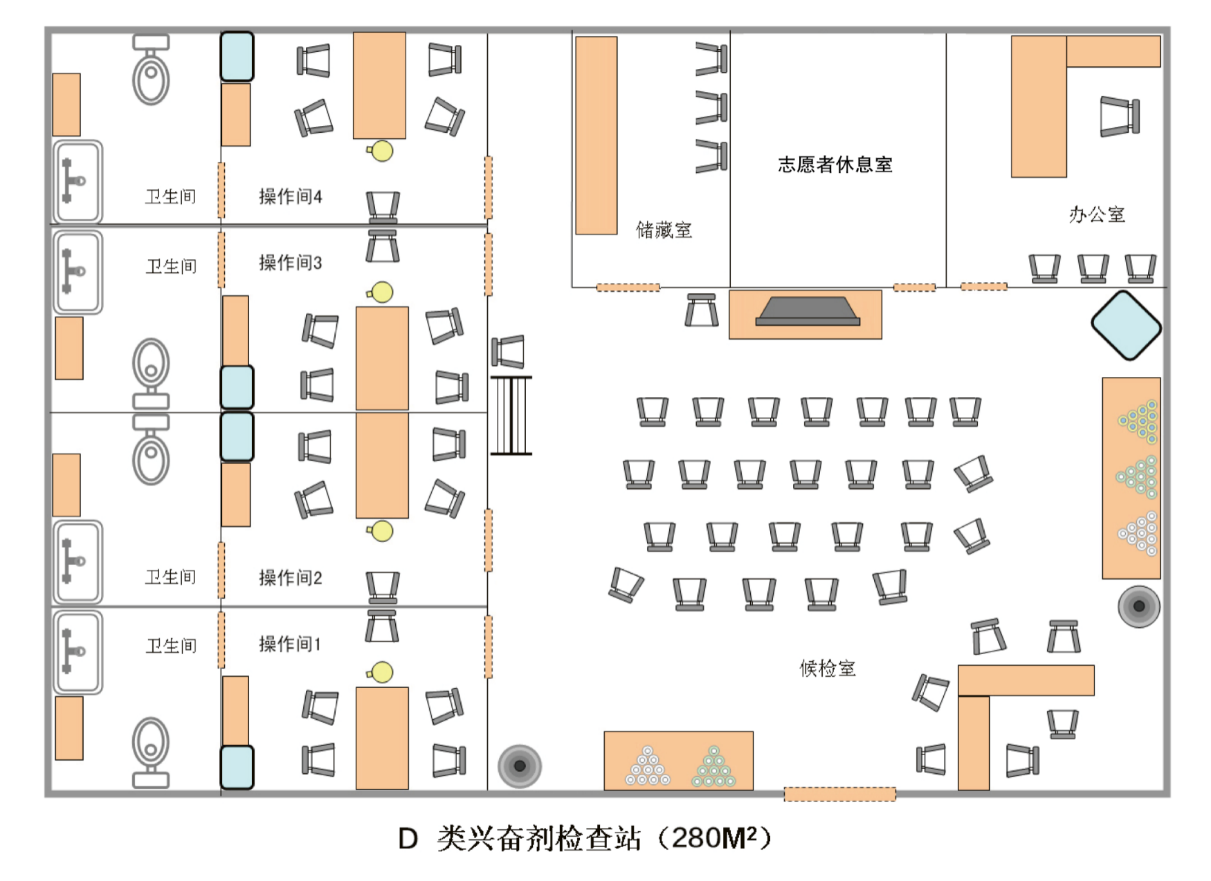 志愿者休息室
卫生间
操作间4
储藏室
办公室
卫生间
操作间3
卫生间
操作间2
卫生间
操作间1
候检室
D 类兴奋剂检查站（280M²）